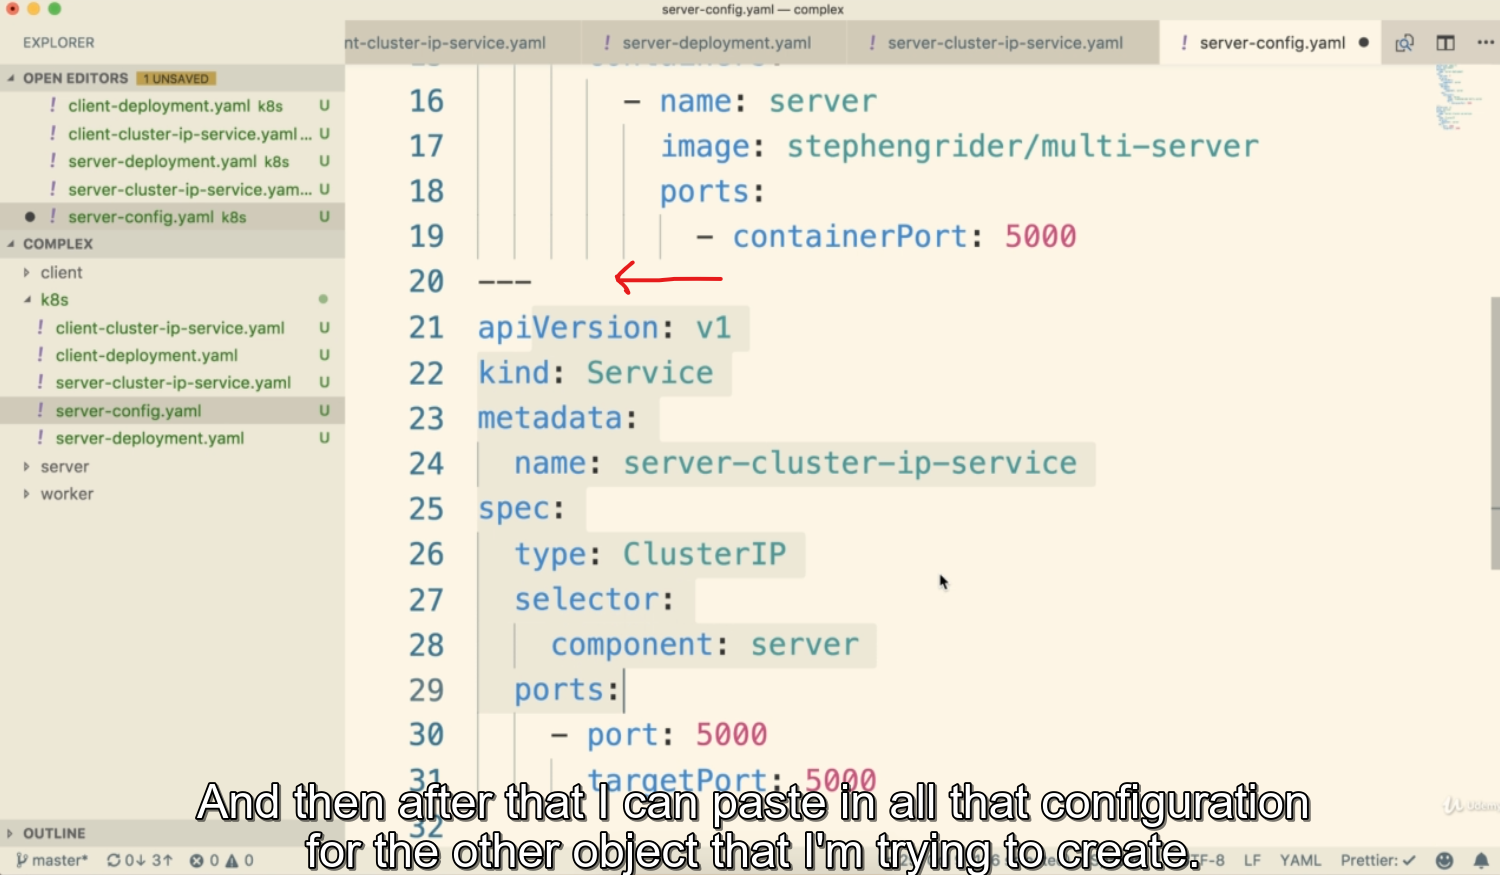 server-config.yaml — complex
EXPLORER
nt-cluster-ip-service.yaml
! server-deployment.yaml
! server-cluster-ip-service.yaml
! server-config.yaml
OPEN EDITORS 1 UNSAVED
! client-deployment.yaml k8s U
! client-cluster-ip-service.yaml... U
! server-deployment.yaml k8s U
! server-cluster-ip-service.yam... U
! server-config.yaml k8s U
COMPLEX
client
k8s
! client-cluster-ip-service.yaml U
! client-deployment.yaml U
! server-cluster-ip-service.yaml U
! server-config.yaml U
! server-deployment.yaml U
server
worker
OUTLINE
16 - name: server
17 image: stephengrider/multi-server
18 ports:
19 - containerPort: 5000
20 ---
21 apiVersion: v1
22 kind: Service
23 metadata:
24 name: server-cluster-ip-service
25 spec:
26 type: ClusterIP
27 selector:
28 component: server
29 ports:
30 - port: 5000
31 targetPort: 5000
32
And then after that I can paste in all that configuration
for the other object that I'm trying to create.
Udemy
master* 0↓ 3↑ 0 0
TF-8 LF YAML Prettier: ✓